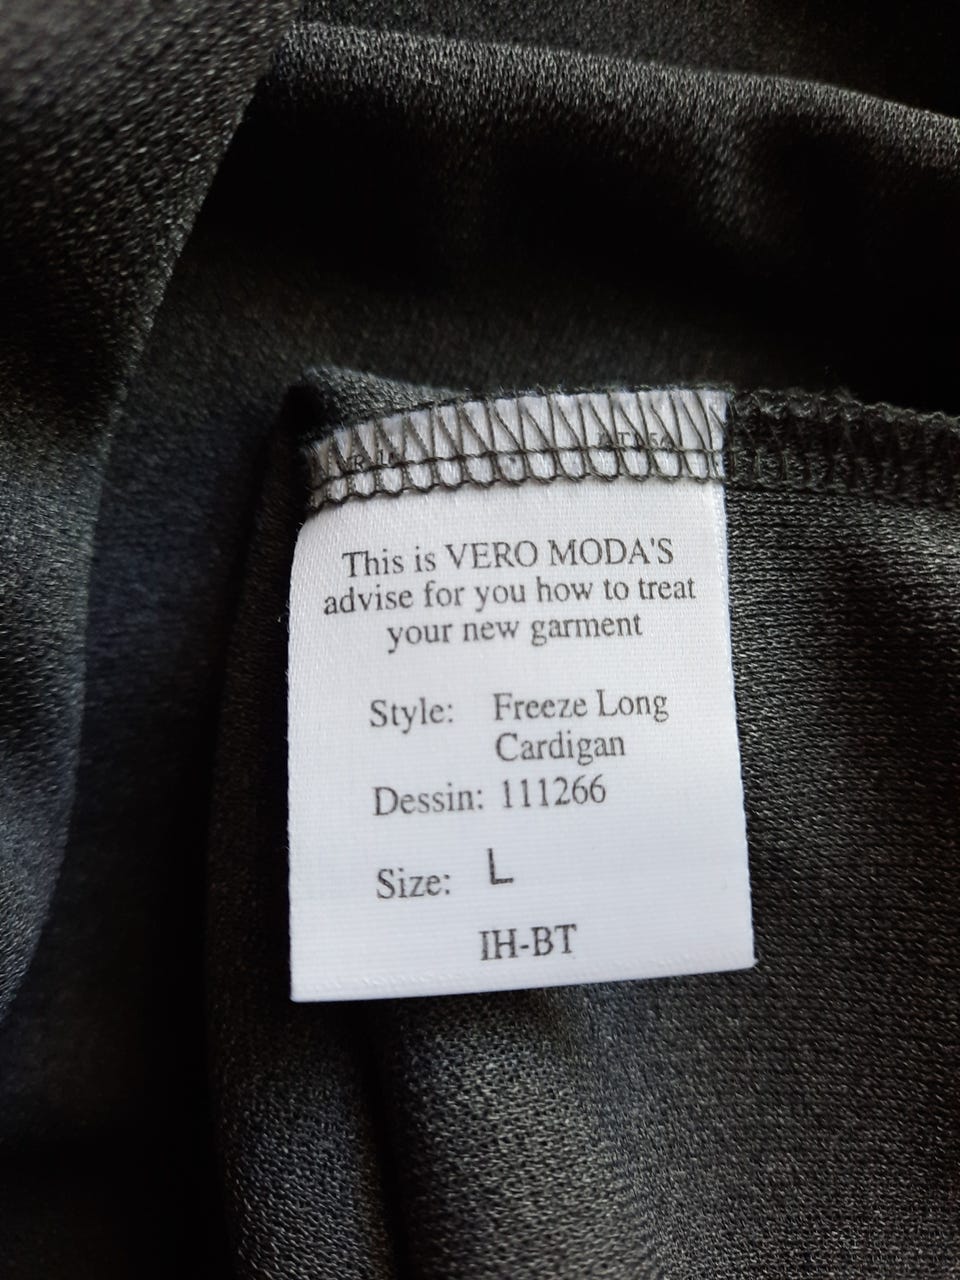 This is VERO MODA'S
advise for you how to treat
your new garment
Style: Freeze Long
Cardigan
Dessin: 111266
Size: L
IH-BT